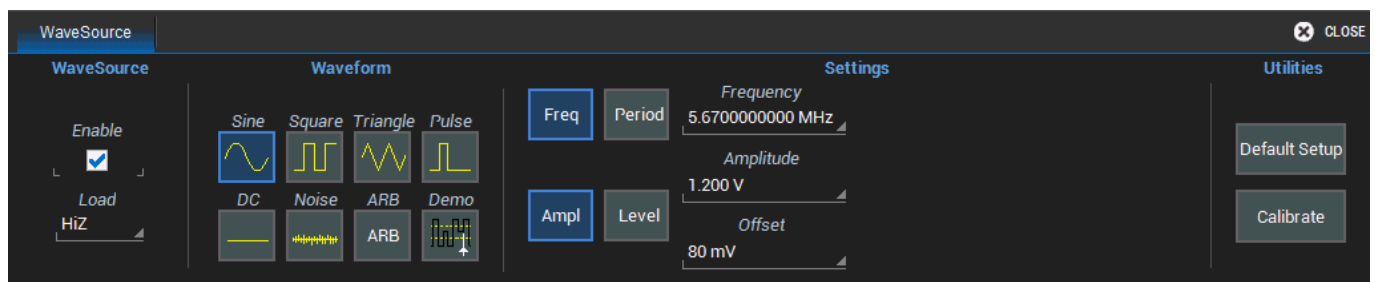 WaveSource
CLOSE
WaveSource
Waveform
Settings
Utilities
Enable
Load
HiZ
Sine Square Triangle Pulse
DC Noise ARB Demo
ARB
Freq Period
Frequency
5.6700000000 MHz
Amplitude
1.200 V
Ampl Level
Offset
80 mV
Default Setup
Calibrate